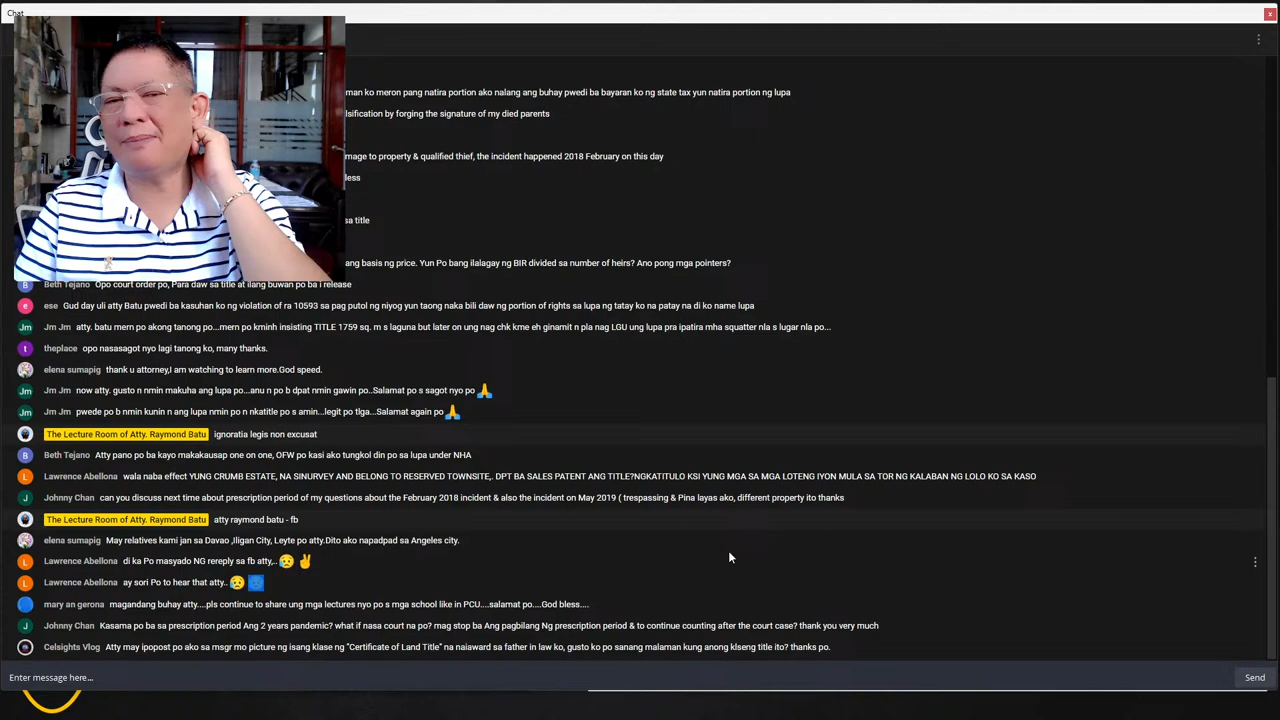 Chat
man ko meron pang natira portion ako nalang ang buhay pwedi ba bayaran ko ng state tax yun natira portion ng lupa
lsification by forging the signature of my died parents
mage to property & qualified thief, the incident happened 2018 February on this day
less
sa title
ang basis ng price. Yun Po bang ilalagay ng BIR divided sa number of heirs? Ano pong mga pointers?
B Beth Tejano Opo court order po, Para daw sa title at ilang buwan po ba i release
e ese Gud day uli atty Batu pwedi ba kasuhan ko ng violation of ra 10593 sa pag putol ng niyog yun taong naka bili daw ng portion of rights sa lupa ng tatay ko na patay na di ko name lupa
Jm Jm Jm atty. batu mern po akong tanong po...mern po kminh insisting TITLE 1759 sq. m s laguna but later on ung nag chk kme eh ginamit n pla nag LGU ung lupa pra ipatira mha squatter nla s lugar nla po...
t theplace opo nasasagot nyo lagi tanong ko, many thanks.
elena sumapig thank u attorney,I am watching to learn more.God speed.
Jm Jm Jm now atty. gusto n nmin makuha ang lupa po...anu n po b dpat nmin gawin po..Salamat po s sagot nyo po 🙏
Jm Jm Jm pwede po b nmin kunin n ang lupa nmin po n nkatitle po s amin...legit po tlga...Salamat again po 🙏
The Lecture Room of Atty. Raymond Batu ignoratia legis non excusat
B Beth Tejano Atty pano po ba kayo makakausap one on one, OFW po kasi ako tungkol din po sa lupa under NHA
L Lawrence Abellona wala naba effect YUNG CRUMB ESTATE, NA SINURVEY AND BELONG TO RESERVED TOWNSITE,. DPT BA SALES PATENT ANG TITLE?NGKATITULO KSI YUNG MGA SA MGA LOTENG IYON MULA SA TOR NG KALABAN NG LOLO KO SA KASO
J Johnny Chan can you discuss next time about prescription period of my questions about the February 2018 incident & also the incident on May 2019 ( trespassing & Pina layas ako, different property ito thanks
The Lecture Room of Atty. Raymond Batu atty raymond batu - fb
elena sumapig May relatives kami jan sa Davao ,Iligan City, Leyte po atty.Dito ako napadpad sa Angeles city.
L Lawrence Abellona di ka Po masyado NG rereply sa fb atty,.. 😥✌
L Lawrence Abellona ay sori Po to hear that atty.. 😥
mary an gerona magandang buhay atty....pls continue to share ung mga lectures nyo po s mga school like in PCU....salamat po....God bless....
J Johnny Chan Kasama po ba sa prescription period Ang 2 years pandemic? what if nasa court na po? mag stop ba Ang pagbilang Ng prescription period & to continue counting after the court case? thank you very much
Celsights Vlog Atty may ipopost po ako sa msgr mo picture ng isang klase ng "Certificate of Land Title" na naiaward sa father in law ko, gusto ko po sanang malaman kung anong klseng title ito? thanks po.
Enter message here...
Send